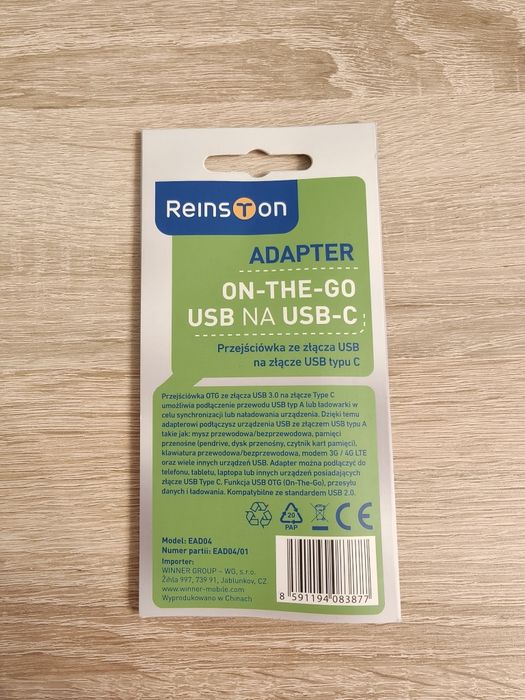 Reinston
ADAPTER
ON-THE-GO
USB NA USB-C
Przejściówka ze złącza USB
na złącze USB typu C
Przejściówka OTG ze złącza USB 3.0 na złącze Type C
umożliwia podłączenie przewodu USB typ A lub ładowarki w
celu synchronizacji lub naładowania urządzenia. Dzięki temu
adapterowi podłączysz urządzenia USB ze złączem USB typu A
takie jak: mysz przewodowa/bezprzewodowa, pamięci
przenośne (pendrive, dysk przenośny, czytnik kart pamięci),
klawiatura przewodowa/bezprzewodowa, modem 3G / 4G LTE
oraz wiele innych urządzeń USB. Adapter można podłączyć do
telefonu, tabletu, laptopa lub innych urządzeń posiadających
złącze USB Type C. Funkcja USB OTG (On-The-Go), przesyłu
danych i ładowania. Kompatybilne ze standardem USB 2.0.
20
PAP
CE
Model: EAD04
Numer partii: EAD04/01
Importer:
WINNER GROUP – WG, s.r.o.
Žihla 997, 739 91, Jablunkov, CZ
www.winner-mobile.com
Wyprodukowano w Chinach
8 591194 083877